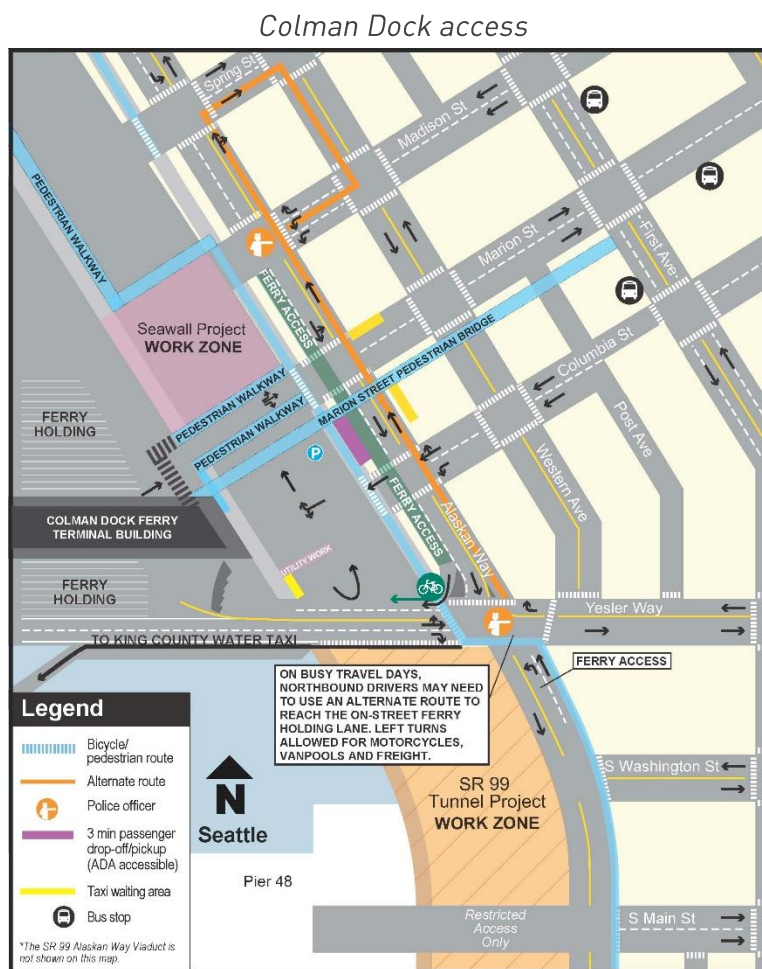 Colman Dock access
Spring St
Madison St
PEDESTRIAN WALKWAY
Marion St
First Ave
FERRY ACCESS
Seawall Project
WORK ZONE
MARION STREET PEDESTRIAN BRIDGE
Columbia St
PEDESTRIAN WALKWAY
PEDESTRIAN WALKWAY
FERRY
HOLDING
P
Post Ave
Western Ave
FERRY ACCESS
Alaskan Way
COLMAN DOCK FERRY
TERMINAL BUILDING
UTILITY WORK
FERRY
HOLDING
Yesler Way
TO KING COUNTY WATER TAXI
FERRY ACCESS
ON BUSY TRAVEL DAYS,
NORTHBOUND DRIVERS MAY NEED
TO USE AN ALTERNATE ROUTE TO
REACH THE ON-STREET FERRY
HOLDING LANE. LEFT TURNS
ALLOWED FOR MOTORCYCLES,
VANPOOLS AND FREIGHT.
S Washington St
SR 99
Tunnel Project
WORK ZONE
N
Seattle
Pier 48
Restricted
Access
Only
S Main St
Legend
Bicycle/
pedestrian route
Alternate route
Police officer
3 min passenger
drop-off/pickup
(ADA accessible)
Taxi waiting area
Bus stop
*The SR 99 Alaskan Way Viaduct is
not shown on this map.